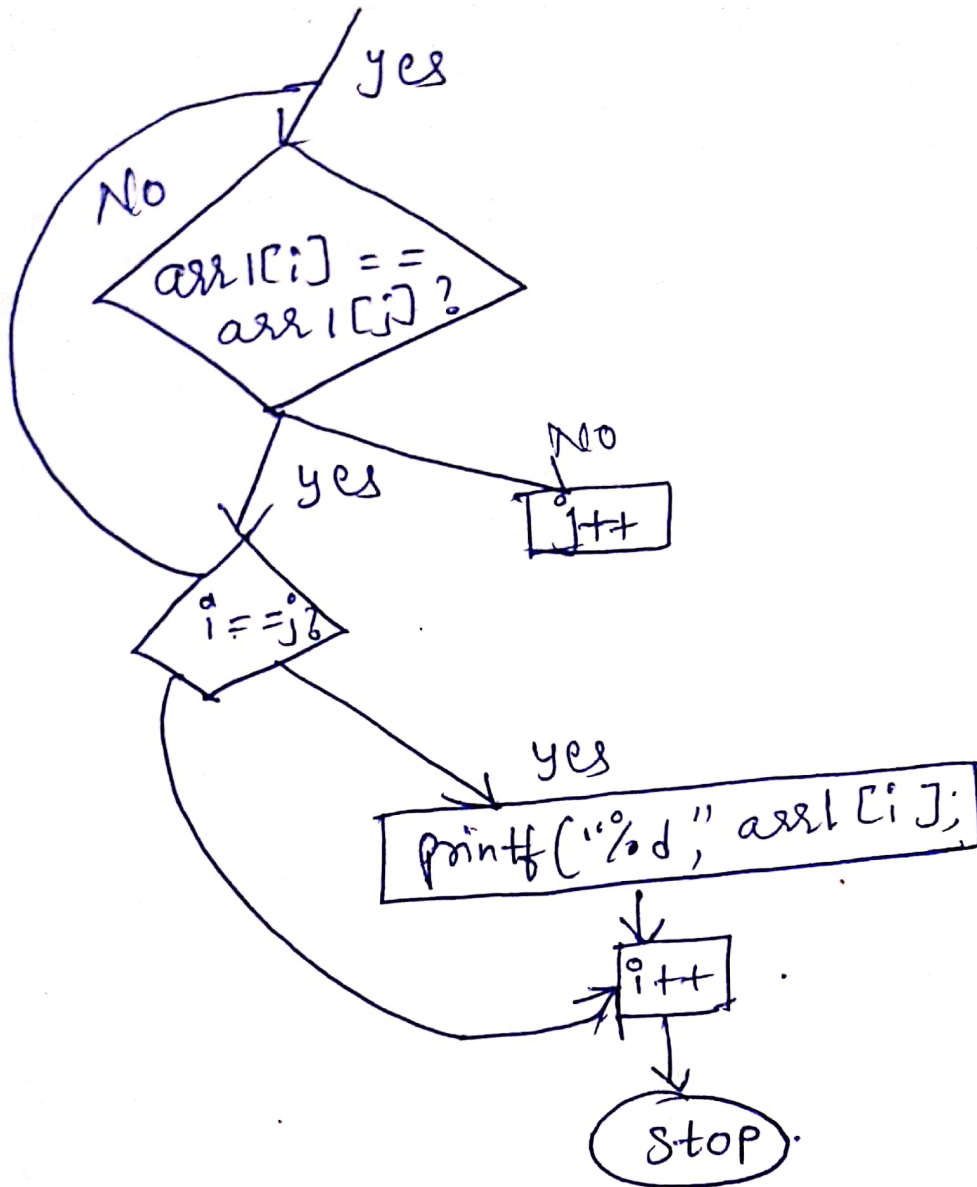 yes
No
arr1[i] ==
arr1[j]?
No
yes
j++
i==j?
yes
printf("%d", arr1[i];
i++
stop